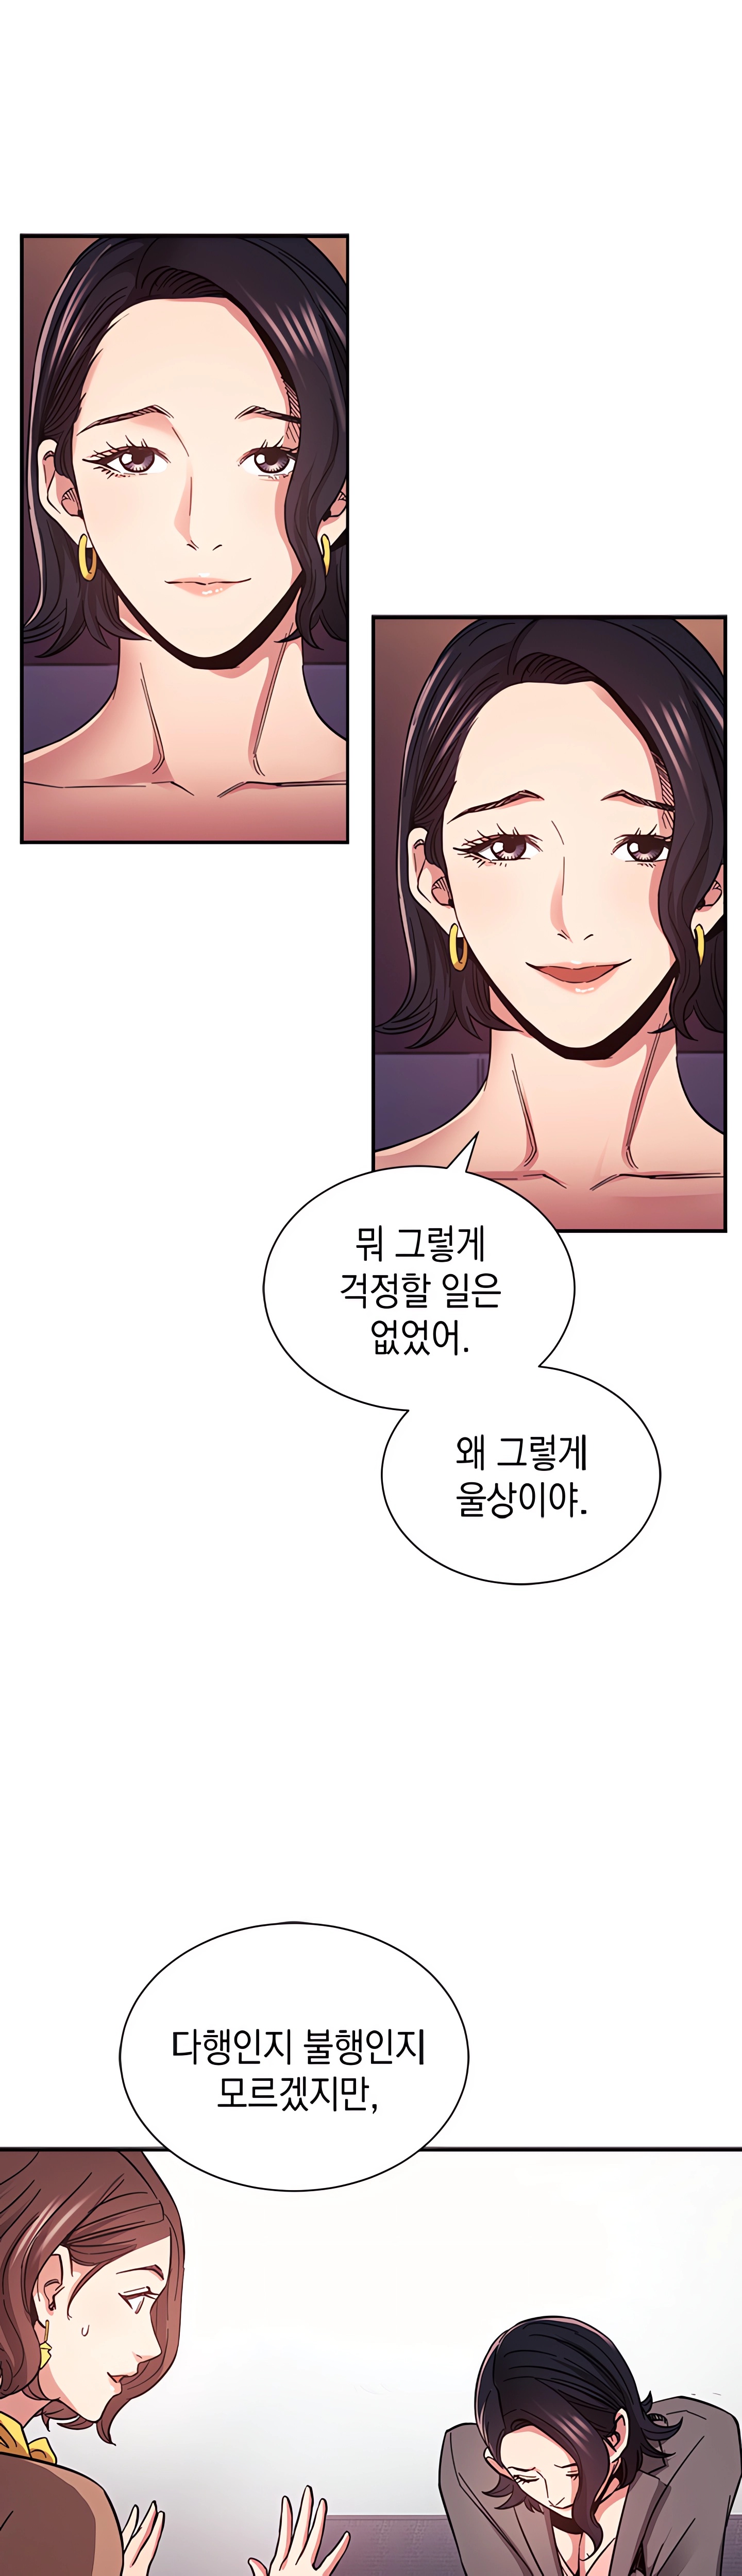 뭐 그렇게
걱정할 일은
없었어.
왜 그렇게
울상이야.
다행인지 불행인지
모르겠지만,